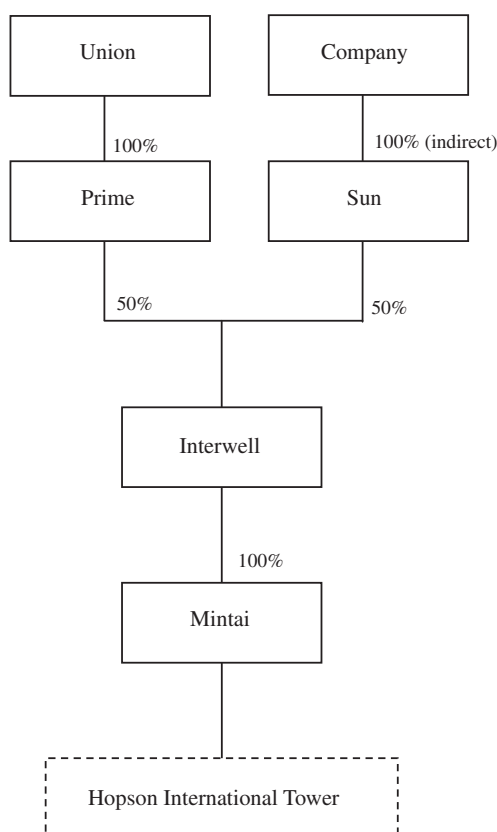 Union
Company
100%
100% (indirect)
Prime
Sun
50%
50%
Interwell
100%
Mintai
Hopson International Tower